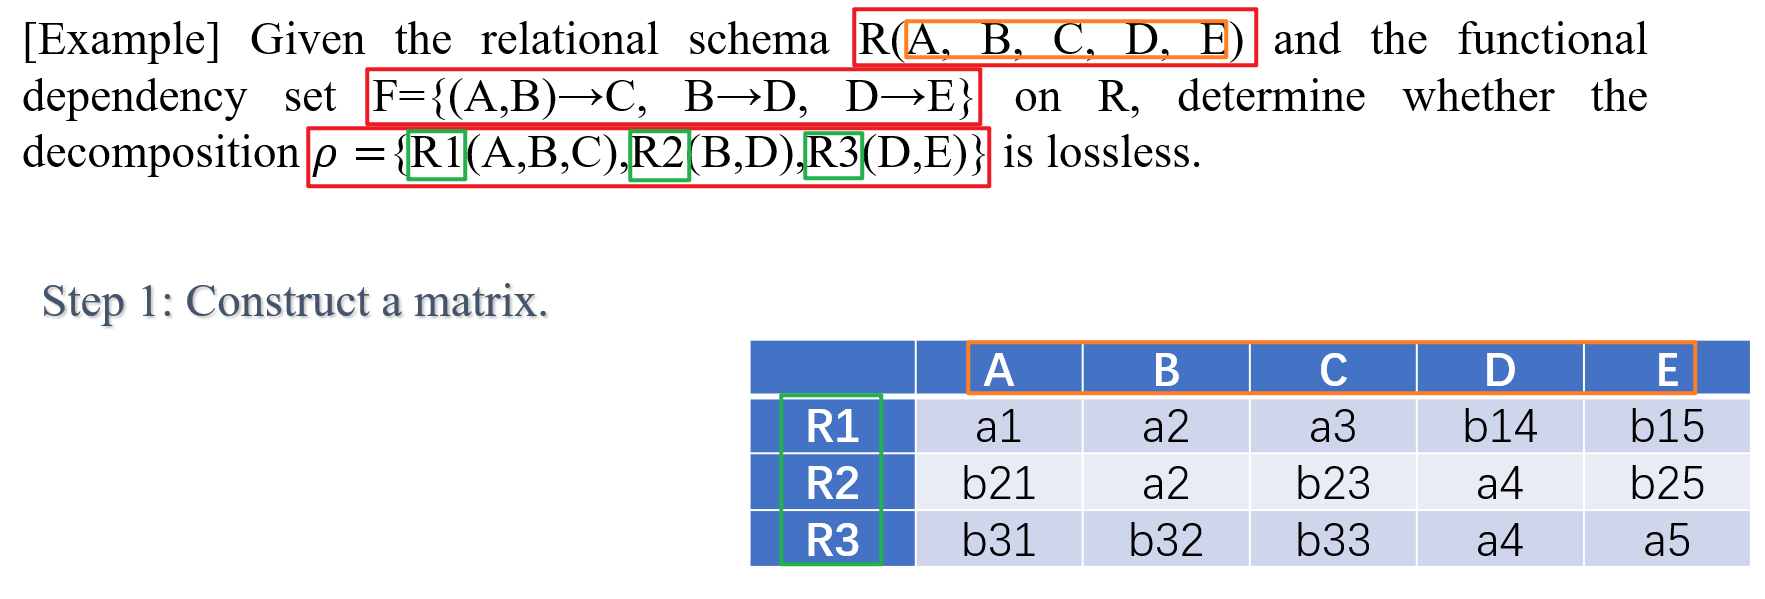 [Example] Given the relational schema R(A, B, C, D, E) and the functional
dependency set F={(A,B)→C, B→D, D→E} on R, determine whether the
decomposition ρ ={R1(A,B,C),R2(B,D),R3(D,E)} is lossless.
Step 1: Construct a matrix.
A B C D E
R1 a1 a2 a3 b14 b15
R2 b21 a2 b23 a4 b25
R3 b31 b32 b33 a4 a5